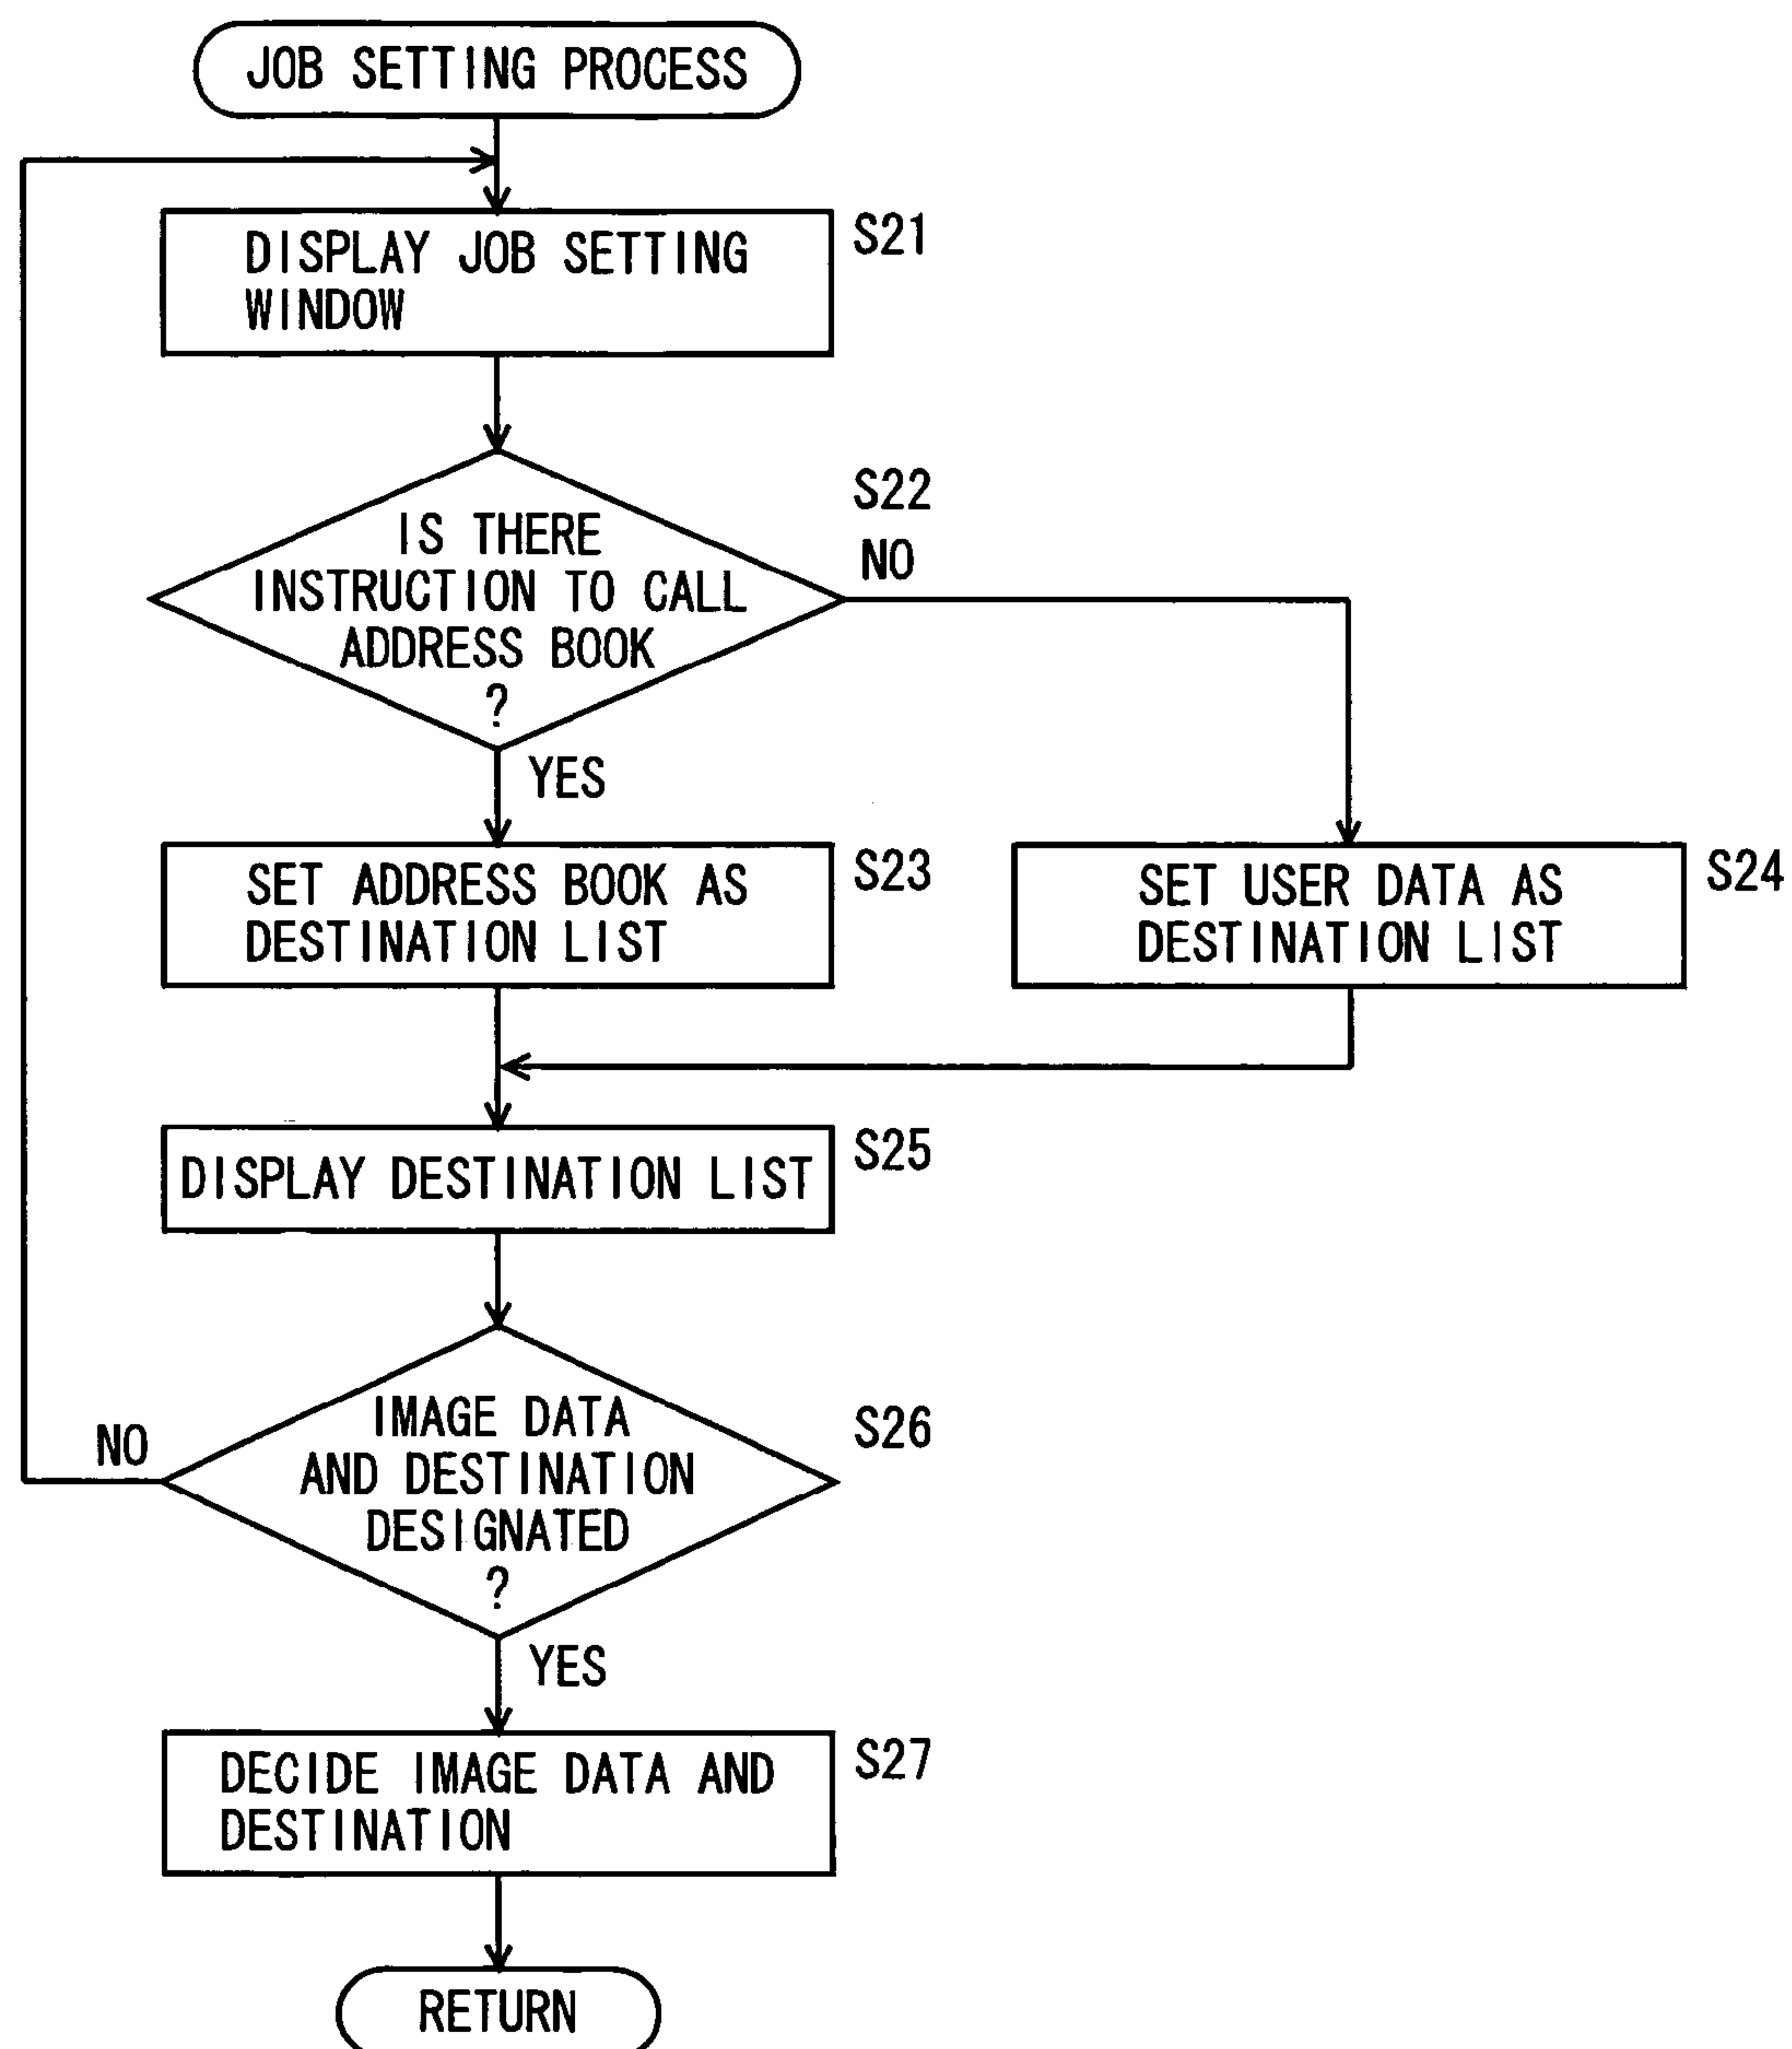 JOB SETTING PROCESS
DISPLAY JOB SETTING
WINDOW
S21
S22
IS THERE
INSTRUCTION TO CALL
ADDRESS BOOK
?
NO
YES
SET ADDRESS BOOK AS
DESTINATION LIST
S23
SET USER DATA AS
DESTINATION LIST
S24
DISPLAY DESTINATION LIST
S25
IMAGE DATA
AND DESTINATION
DESIGNATED
?
S26
NO
YES
DECIDE IMAGE DATA AND
DESTINATION
S27
RETURN